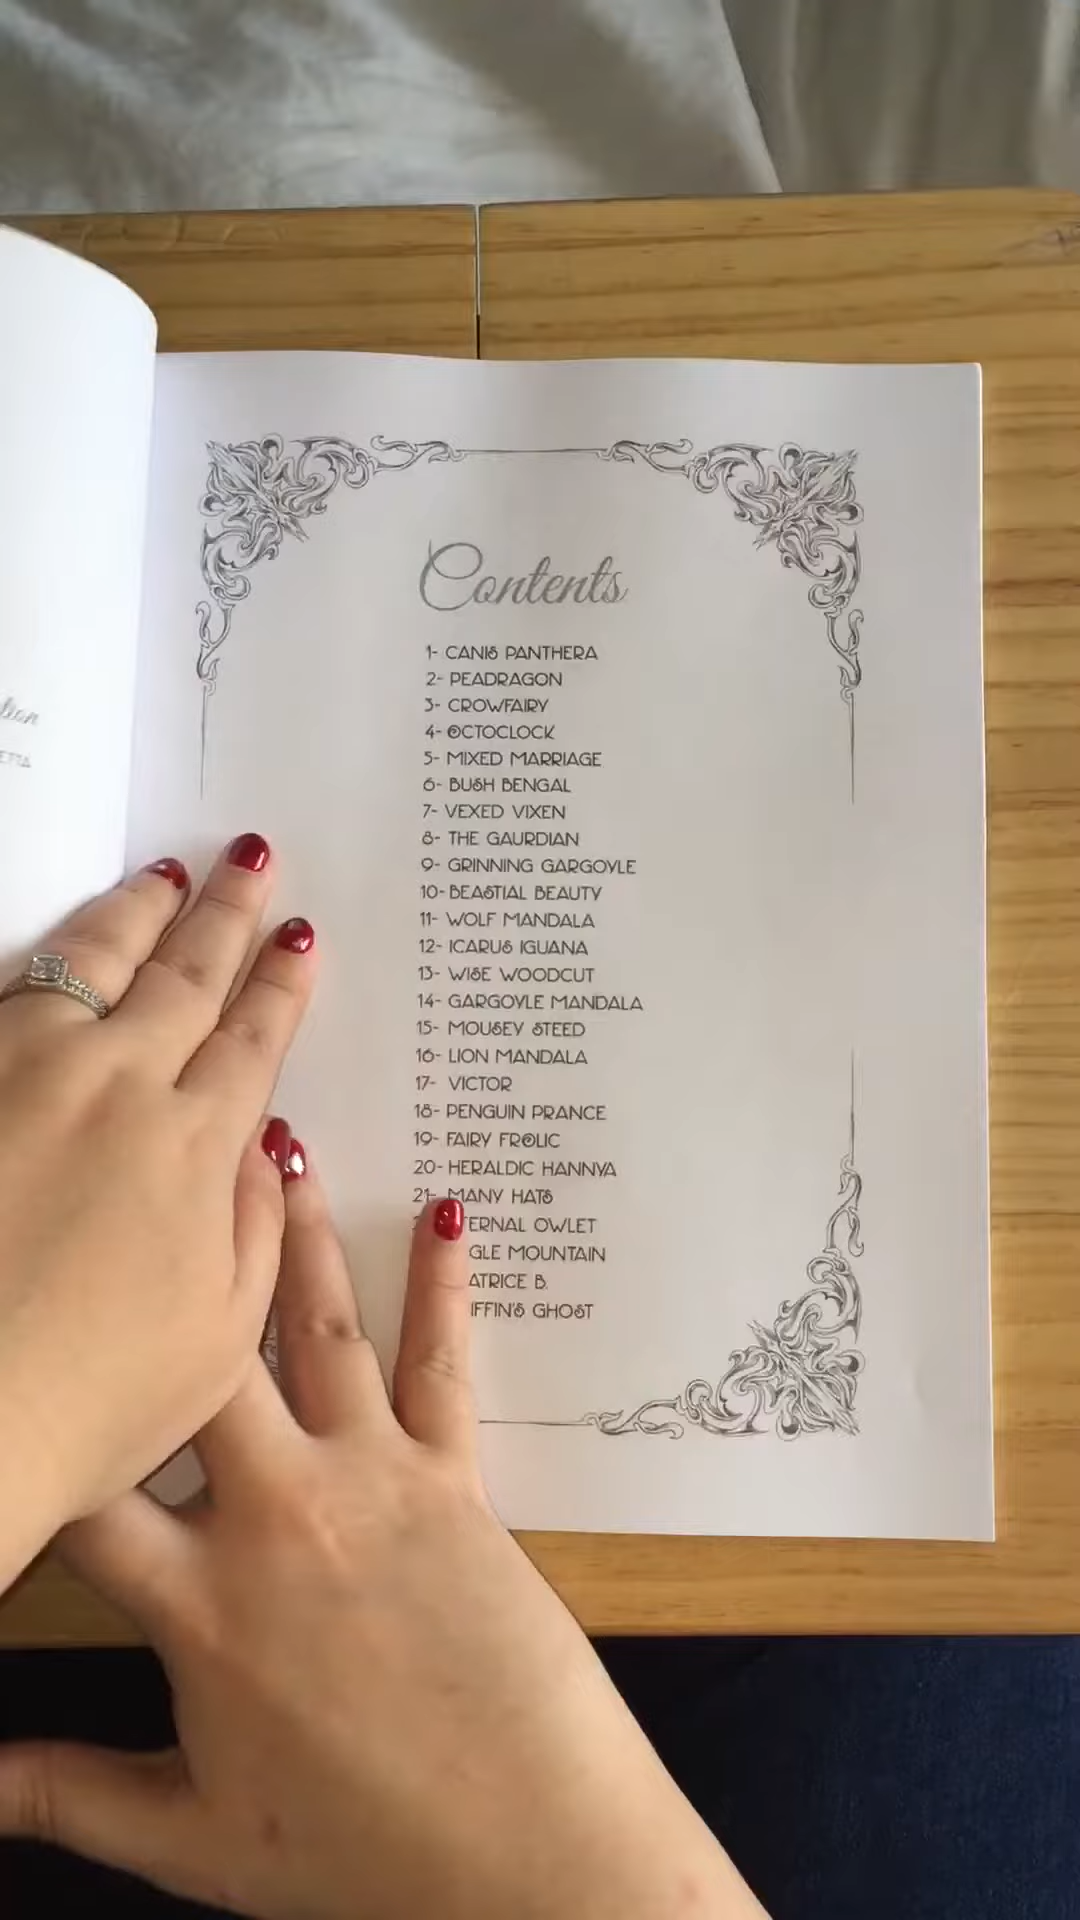 Contents
1- CANIS PANTHERA
2- PEADRAGON
3- CROWFAIRY
4- OCTOCLOCK
5- MIXED MARRIAGE
6- BUSH BENGAL
7- VEXED VIXEN
8- THE GAURDIAN
9- GRINNING GARGOYLE
10- BEASTIAL BEAUTY
11- WOLF MANDALA
12- ICARUS IGUANA
13- WISE WOODCUT
14- GARGOYLE MANDALA
15- MOUSEY STEED
16- LION MANDALA
17- VICTOR
18- PENGUIN PRANCE
19- FAIRY FROLIC
20- HERALDIC HANNYA
21- MANY HATS
TERNAL OWLET
GLE MOUNTAIN
ATRICE B.
IFFIN'S GHOST